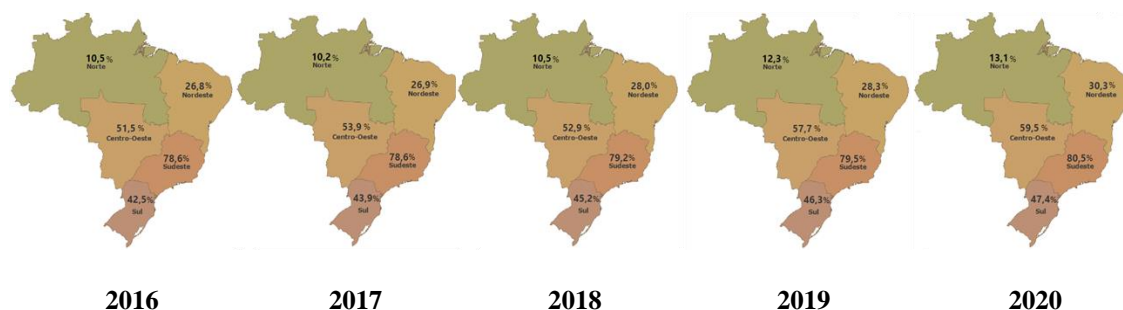 10,5%
Norte
26,8%
Nordeste
51,5 %
Centro-Oeste
78,6%
Sudeste
42,5%
Sul
2016
10,2%
Norte
26,9%
Nordeste
53,9 %
Centro-Oeste
78,6%
Sudeste
43,9%
Sul
2017
10,5%
Norte
28,0%
Nordeste
52,9 %
Centro-Oeste
79,2%
Sudeste
45,2%
Sul
2018
12,3%
Norte
28,3%
Nordeste
57,7 %
Centro-Oeste
79,5%
Sudeste
46,3%
Sul
2019
13,1%
Norte
30,3%
Nordeste
59,5 %
Centro-Oeste
80,5%
Sudeste
47,4%
Sul
2020